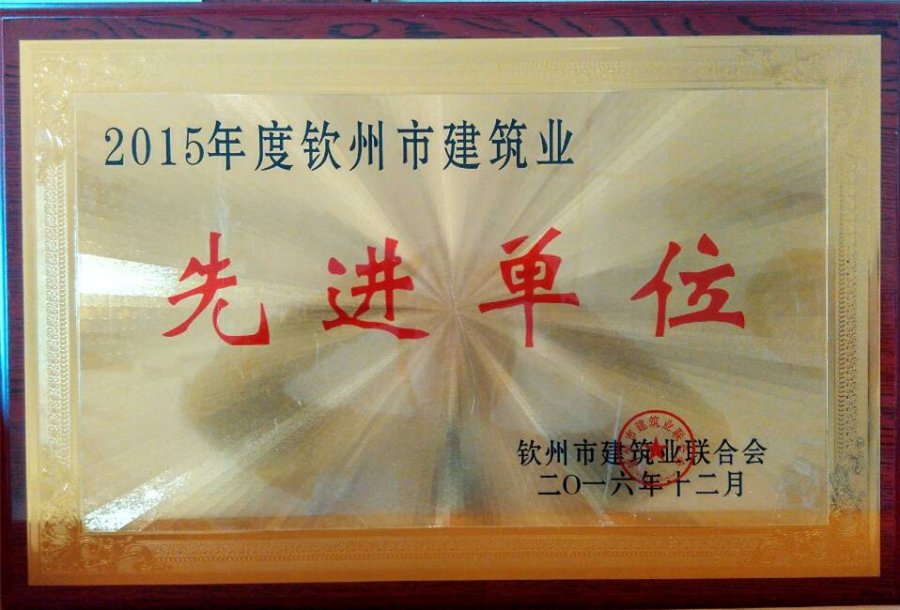 2015年度钦州市建筑业
先进单位
钦州市建筑业联合会
二〇一六年十二月